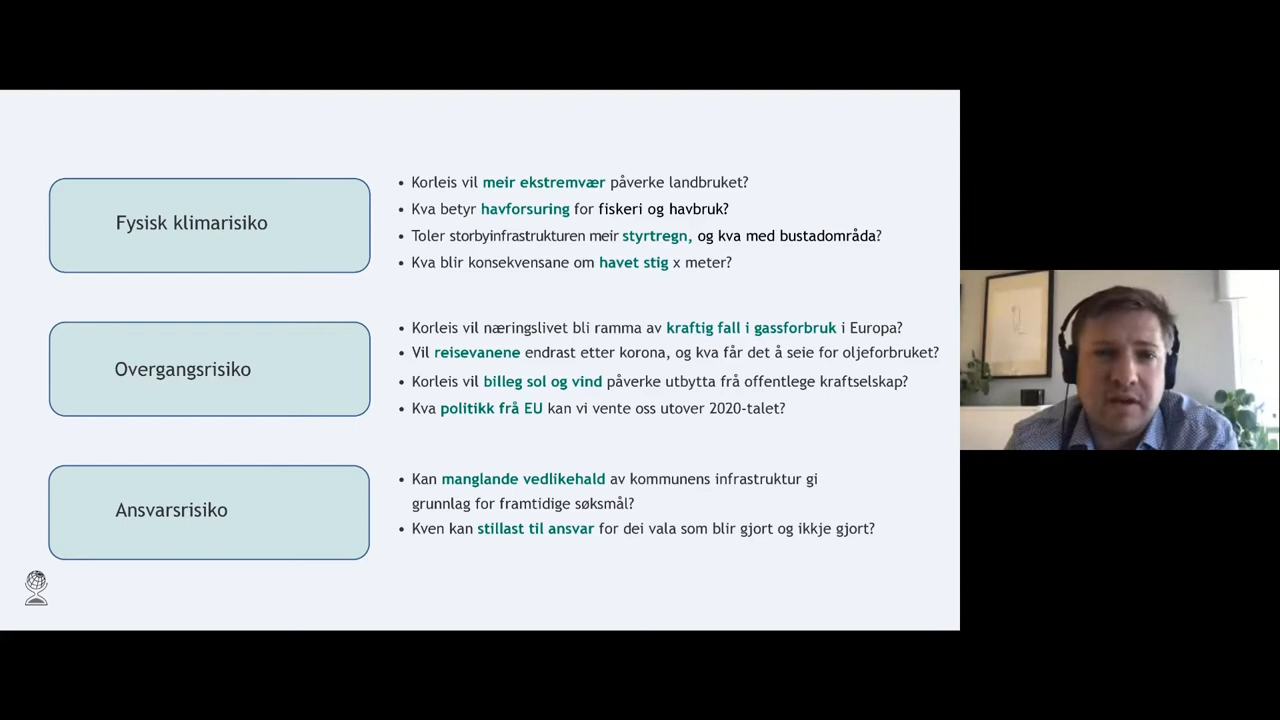 Fysisk klimarisiko
• Korleis vil meir ekstremvær påverke landbruket?
• Kva betyr havforsuring for fiskeri og havbruk?
• Toler storbyinfrastrukturen meir styrtregn, og kva med bustadområda?
• Kva blir konsekvensane om havet stig x meter?
Overgangsrisiko
• Korleis vil næringslivet bli ramma av kraftig fall i gassforbruk i Europa?
• Vil reisevanene endrast etter korona, og kva får det å seie for oljeforbruket?
• Korleis vil billeg sol og vind påverke utbytta frå offentlege kraftselskap?
• Kva politikk frå EU kan vi vente oss utover 2020-talet?
Ansvarsrisiko
• Kan manglande vedlikehald av kommunens infrastruktur gi
grunnlag for framtidige søksmål?
• Kven kan stillast til ansvar for dei vala som blir gjort og ikkje gjort?